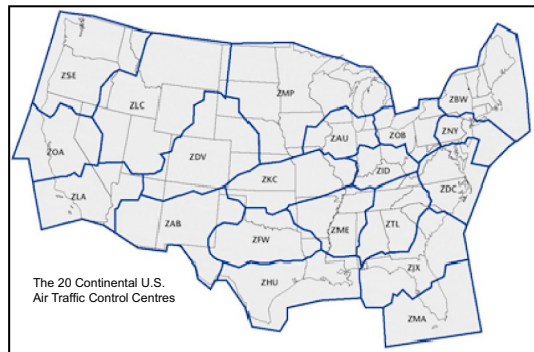 ZSE
ZLC
ZMP
ZBW
ZOA
ZDV
ZAU
ZOB
ZNY
ZLA
ZKC
ZID
ZDC
ZAB
ZFW
ZME
ZTL
ZHU
ZJX
ZMA
The 20 Continental U.S.
Air Traffic Control Centres